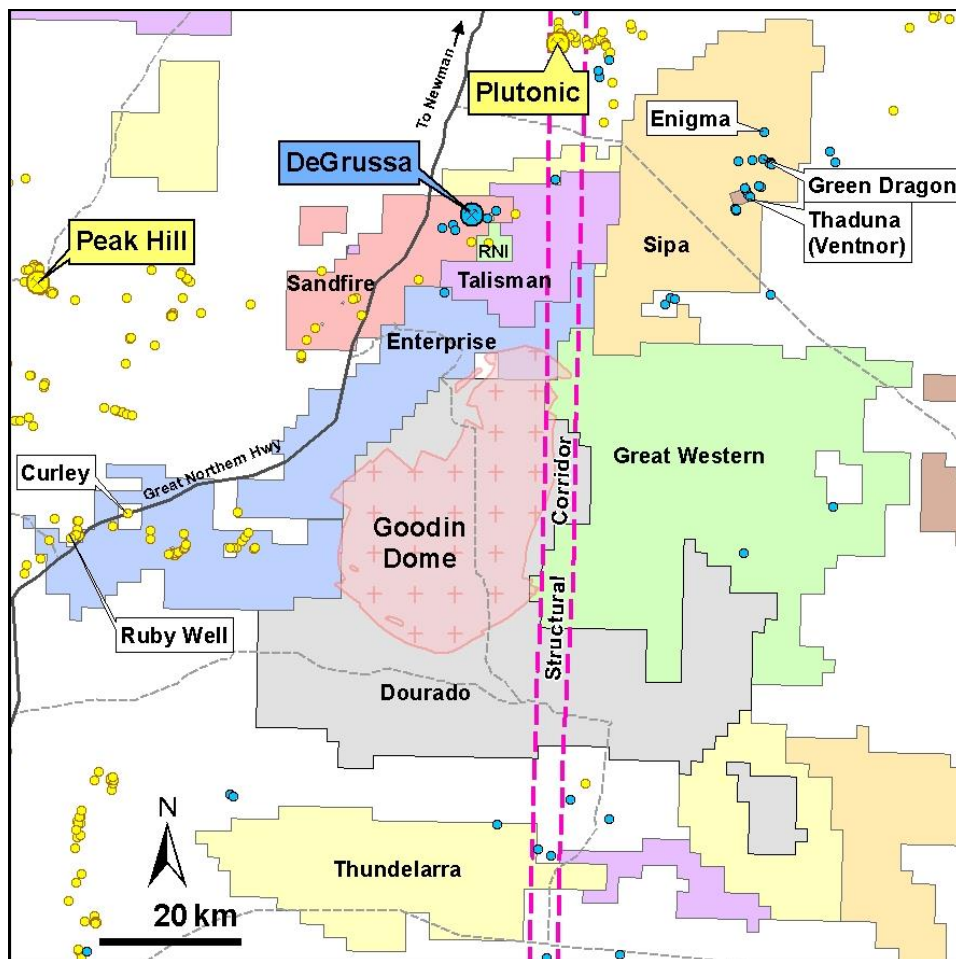 To Newman
Plutonic
Enigma
DeGrussa
Green Dragon
Thaduna
(Ventnor)
Peak Hill
RNI
Sipa
Sandfire
Talisman
Enterprise
Great Northern Hwy
Curley
Great Western
Corridor
Goodin
Dome
Structural
Ruby Well
Dourado
N
Thundelarra
20 km